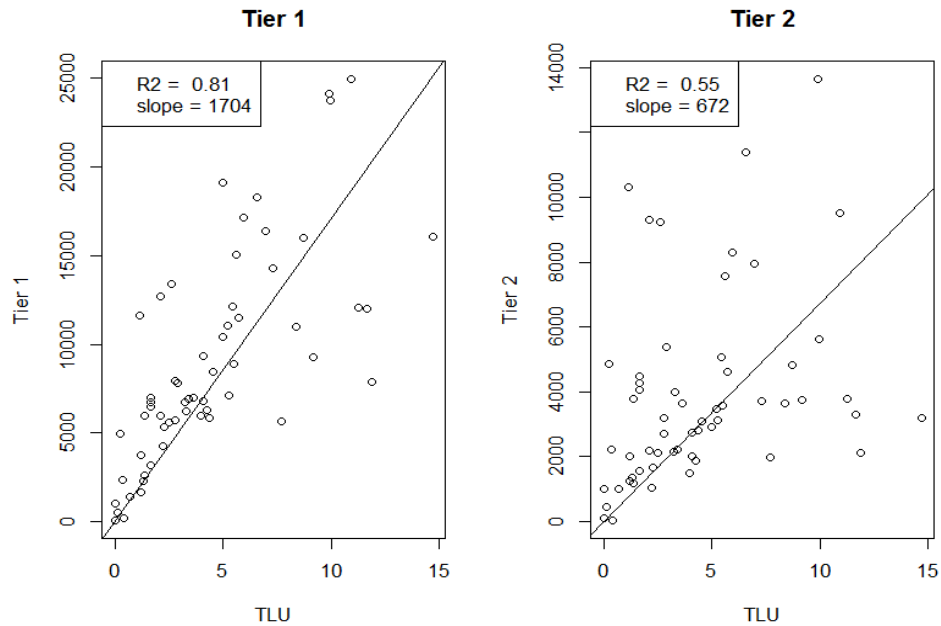 Tier 1
R2 = 0.81
slope = 1704
25000
20000
15000
10000
5000
0
Tier 1
0 5 10 15
TLU
Tier 2
R2 = 0.55
slope = 672
14000
10000
8000
6000
4000
2000
0
Tier 2
0 5 10 15
TLU